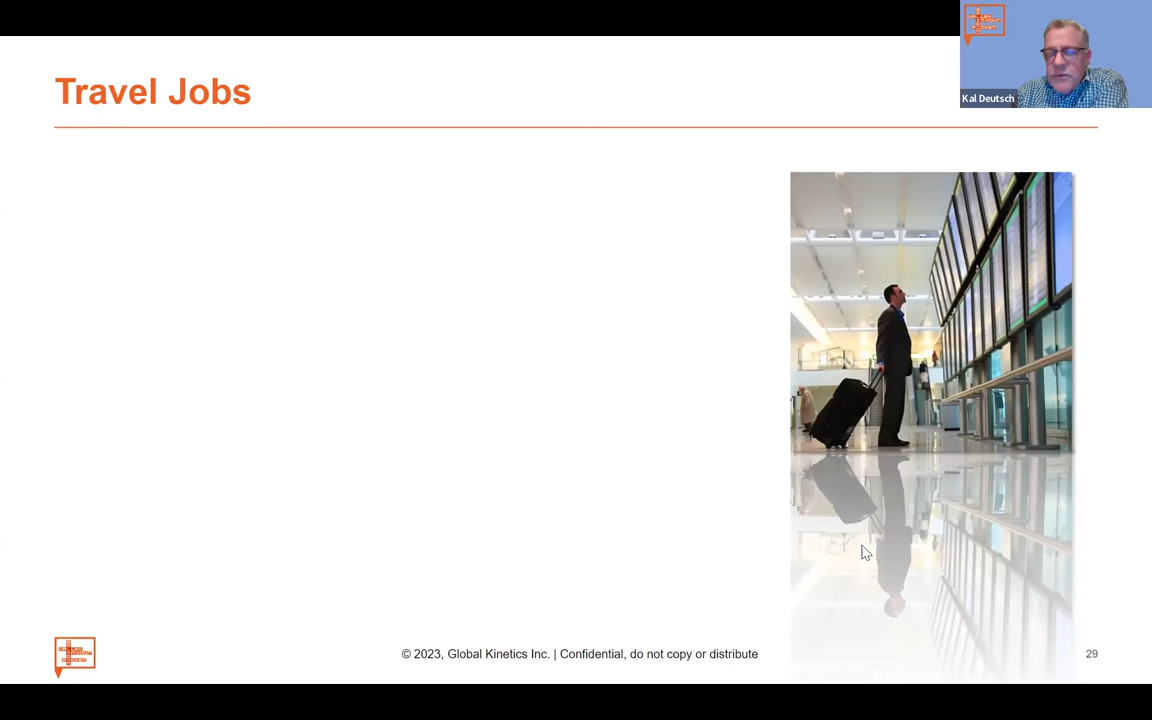 Travel Jobs
Kal Deutsch
© 2023, Global Kinetics Inc. | Confidential, do not copy or distribute
29